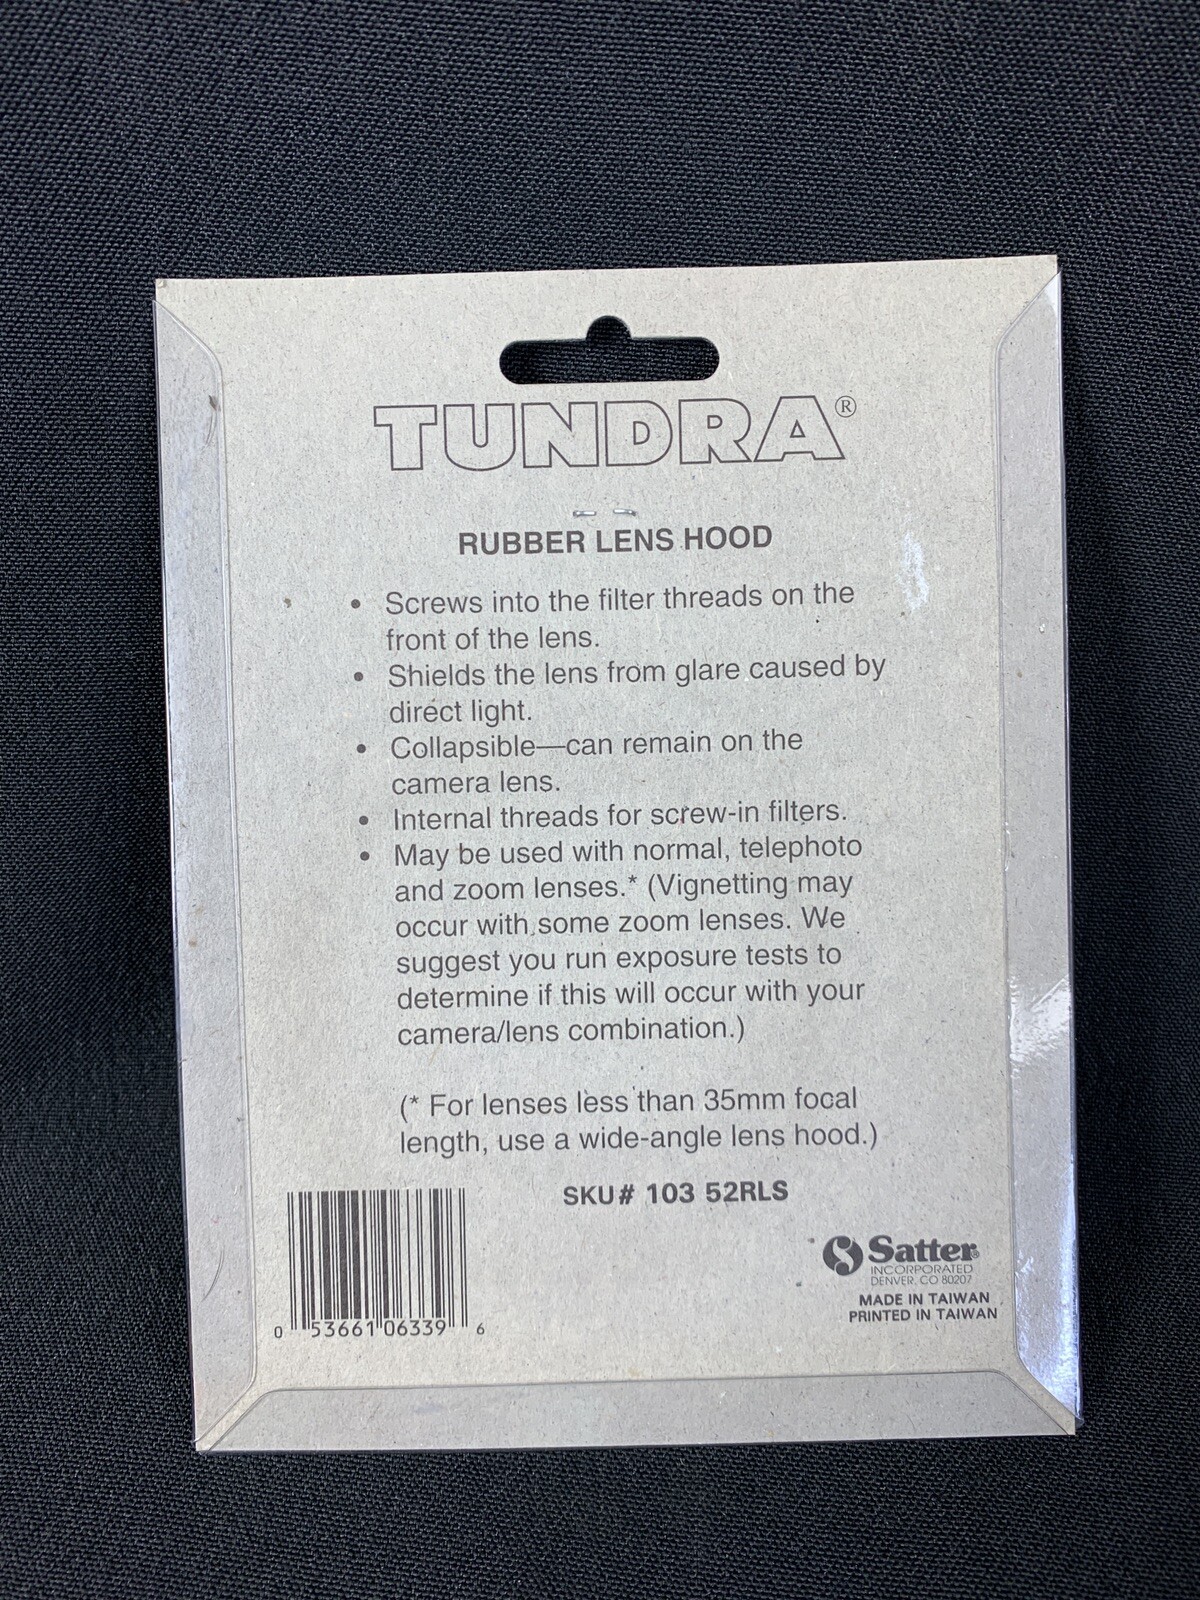 TUNDRA®
RUBBER LENS HOOD
• Screws into the filter threads on the
front of the lens.
• Shields the lens from glare caused by
direct light.
• Collapsible—can remain on the
camera lens.
• Internal threads for screw-in filters.
• May be used with normal, telephoto
and zoom lenses.* (Vignetting may
occur with some zoom lenses. We
suggest you run exposure tests to
determine if this will occur with your
camera/lens combination.)
(* For lenses less than 35mm focal
length, use a wide-angle lens hood.)
SKU# 103 52RLS
Satter®
INCORPORATED
DENVER, CO 80207
MADE IN TAIWAN
PRINTED IN TAIWAN
0 53661 06339 6